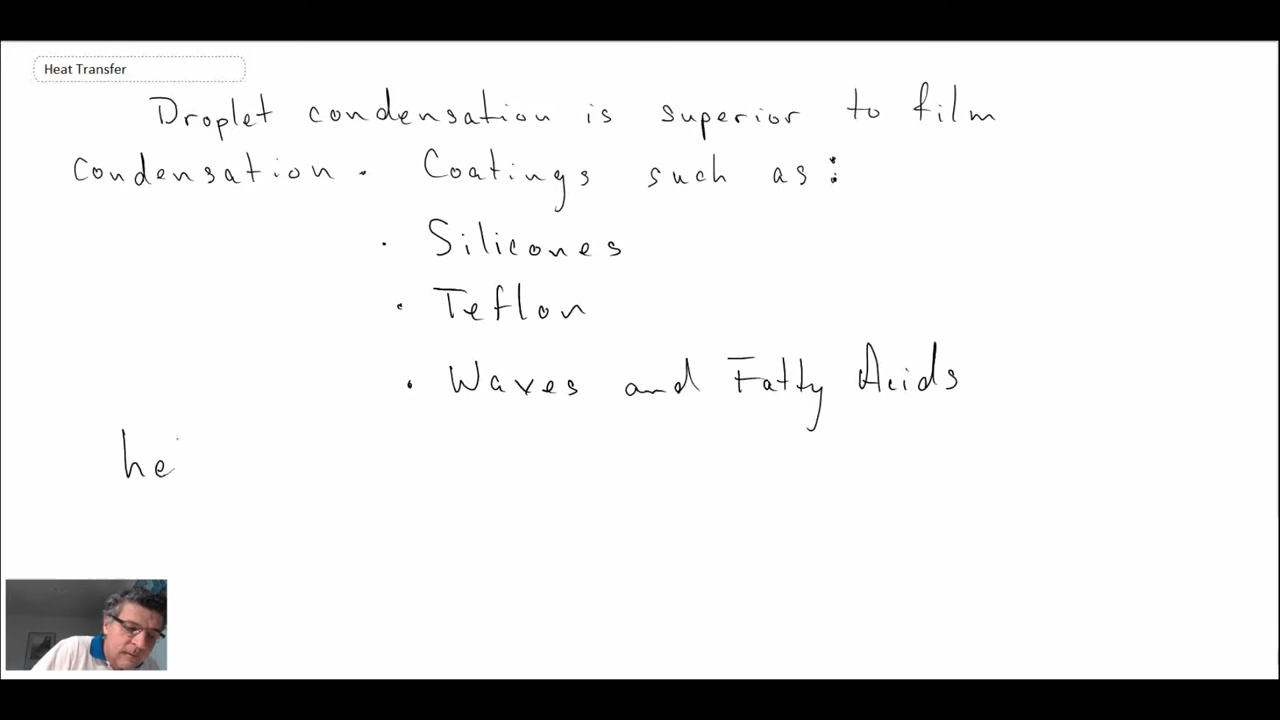 Heat Transfer
Droplet condensation is superior to film
condensation. Coatings such as:
· Silicones
· Teflon
· Waxes and Fatty Acids
he